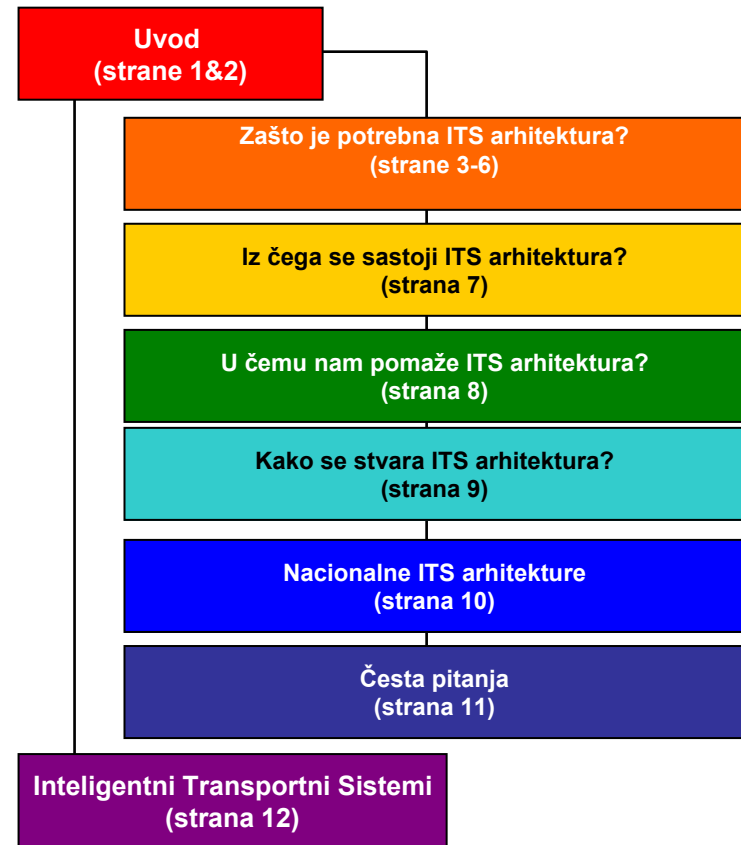 Uvod
(strane 1&2)
Zašto je potrebna ITS arhitektura?
(strane 3-6)
Iz čega se sastoji ITS arhitektura?
(strana 7)
U čemu nam pomaže ITS arhitektura?
(strana 8)
Kako se stvara ITS arhitektura?
(strana 9)
Nacionalne ITS arhitekture
(strana 10)
Česta pitanja
(strana 11)
Inteligentni Transportni Sistemi
(strana 12)